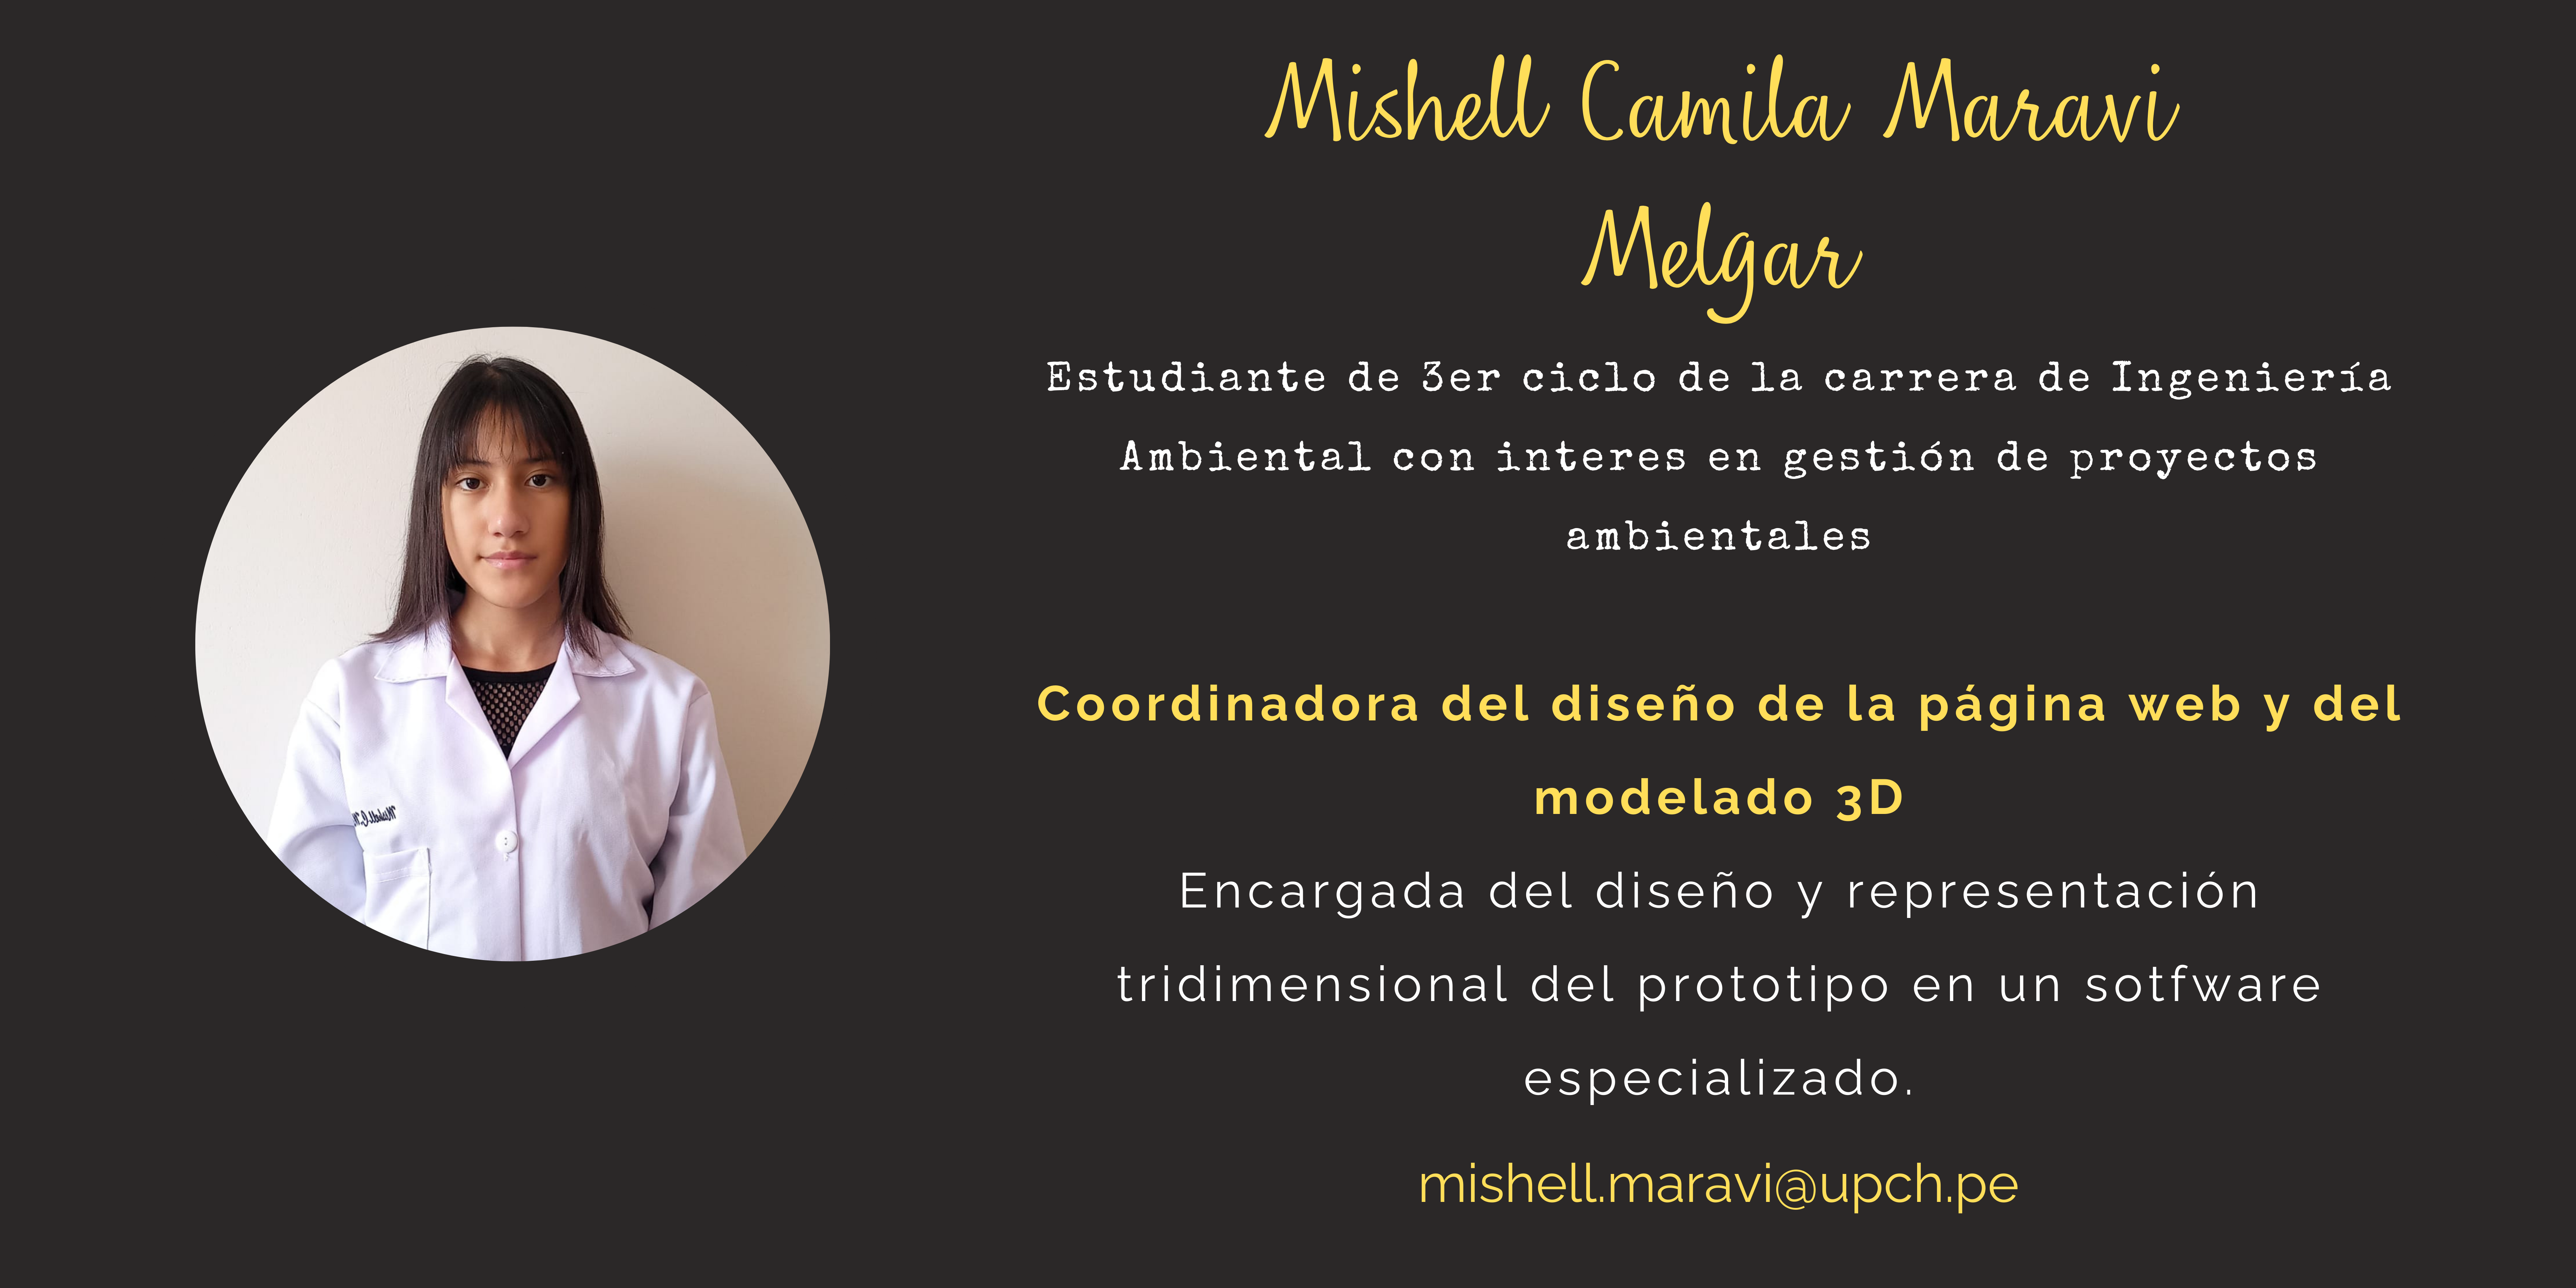 Mishell Camila Maravi
Melgar
Estudiante de 3er ciclo de la carrera de Ingeniería
Ambiental con interes en gestión de proyectos
ambientales
Coordinadora del diseño de la página web y del
modelado 3D
Encargada del diseño y representación
tridimensional del prototipo en un sotfware
especializado.
mishell.maravi@upch.pe